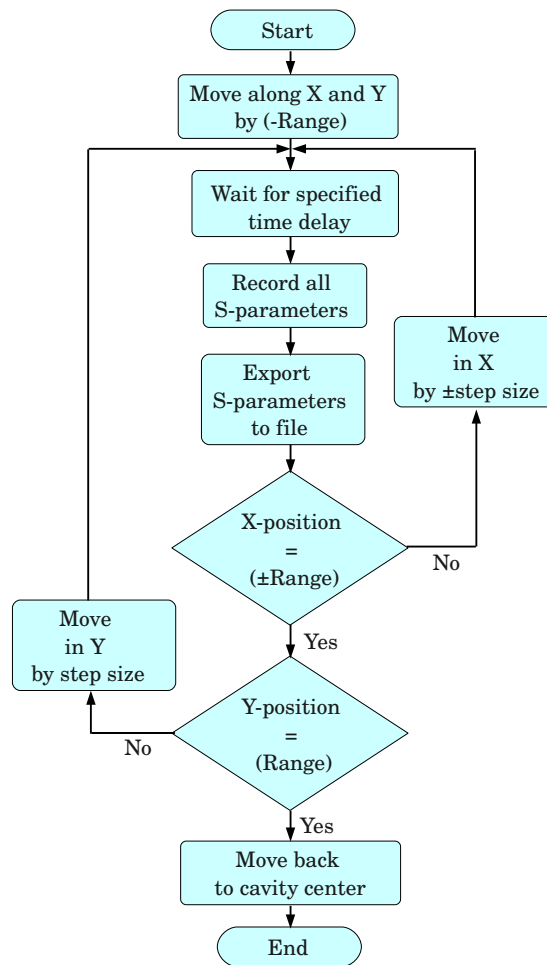 Start
Move along X and Y
by (-Range)
Wait for specified
time delay
Record all
S-parameters
Export
S-parameters
to file
Move
in X
by ±step size
X-position
=
(±Range)
No
Yes
Move
in Y
by step size
Y-position
=
(Range)
No
Yes
Move back
to cavity center
End